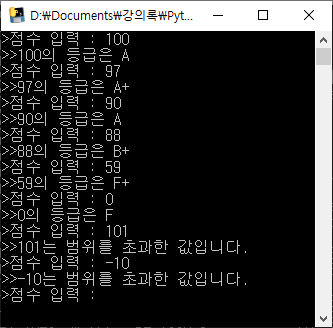 D:₩Documents₩강의록₩Pyt...
>점수 입력 : 100
>>100의 등급은 A
>점수 입력 : 97
>>97의 등급은 A+
>점수 입력 : 90
>>90의 등급은 A
>점수 입력 : 88
>>88의 등급은 B+
>점수 입력 : 59
>>59의 등급은 F+
>점수 입력 : 0
>>0의 등급은 F
>점수 입력 : 101
>>101는 범위를 초과한 값입니다.
>점수 입력 : -10
>>-10는 범위를 초과한 값입니다.
>점수 입력 :